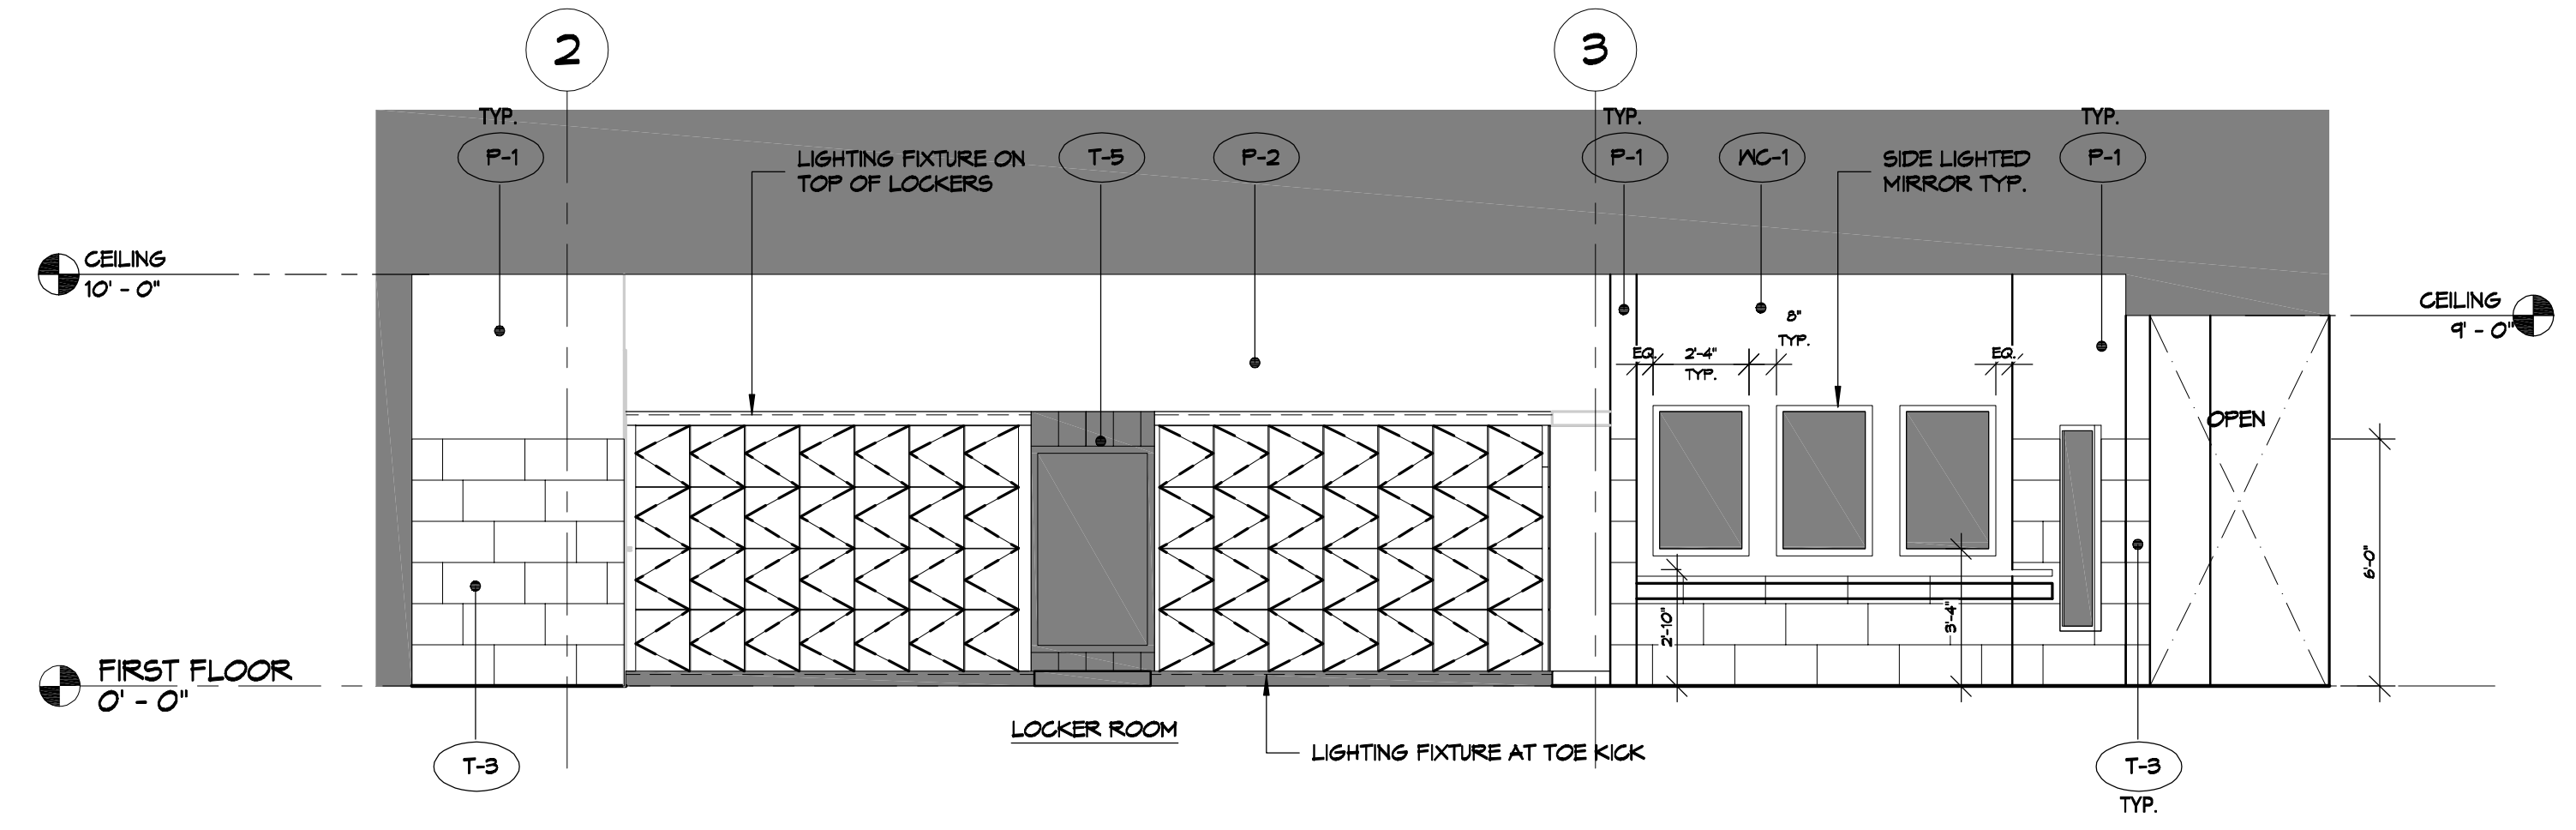 2
3
TYP.
TYP.
TYP.
P-1
LIGHTING FIXTURE ON
TOP OF LOCKERS
T-5
P-2
P-1
WC-1
SIDE LIGHTED
MIRROR TYP.
P-1
CEILING
10' - 0"
CEILING
9' - 0"
8"
TYP.
EQ.
2'-4"
TYP.
EQ.
OPEN
6'-0"
2'-10"
3'-4"
FIRST FLOOR
0' - 0"
LOCKER ROOM
LIGHTING FIXTURE AT TOE KICK
T-3
T-3
TYP.